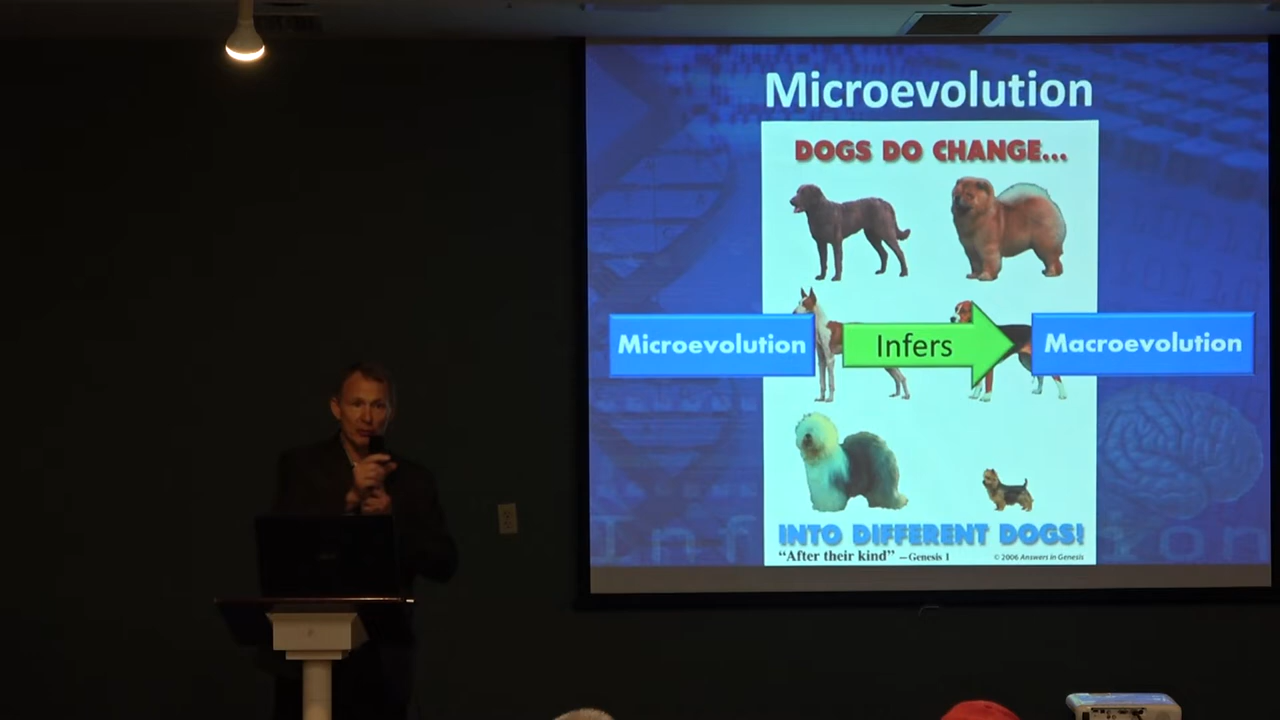 Microevolution
DOGS DO CHANGE...
Microevolution
Infers
Macroevolution
INTO DIFFERENT DOGS!
“After their kind” —Genesis 1
© 2006 Answers in Genesis